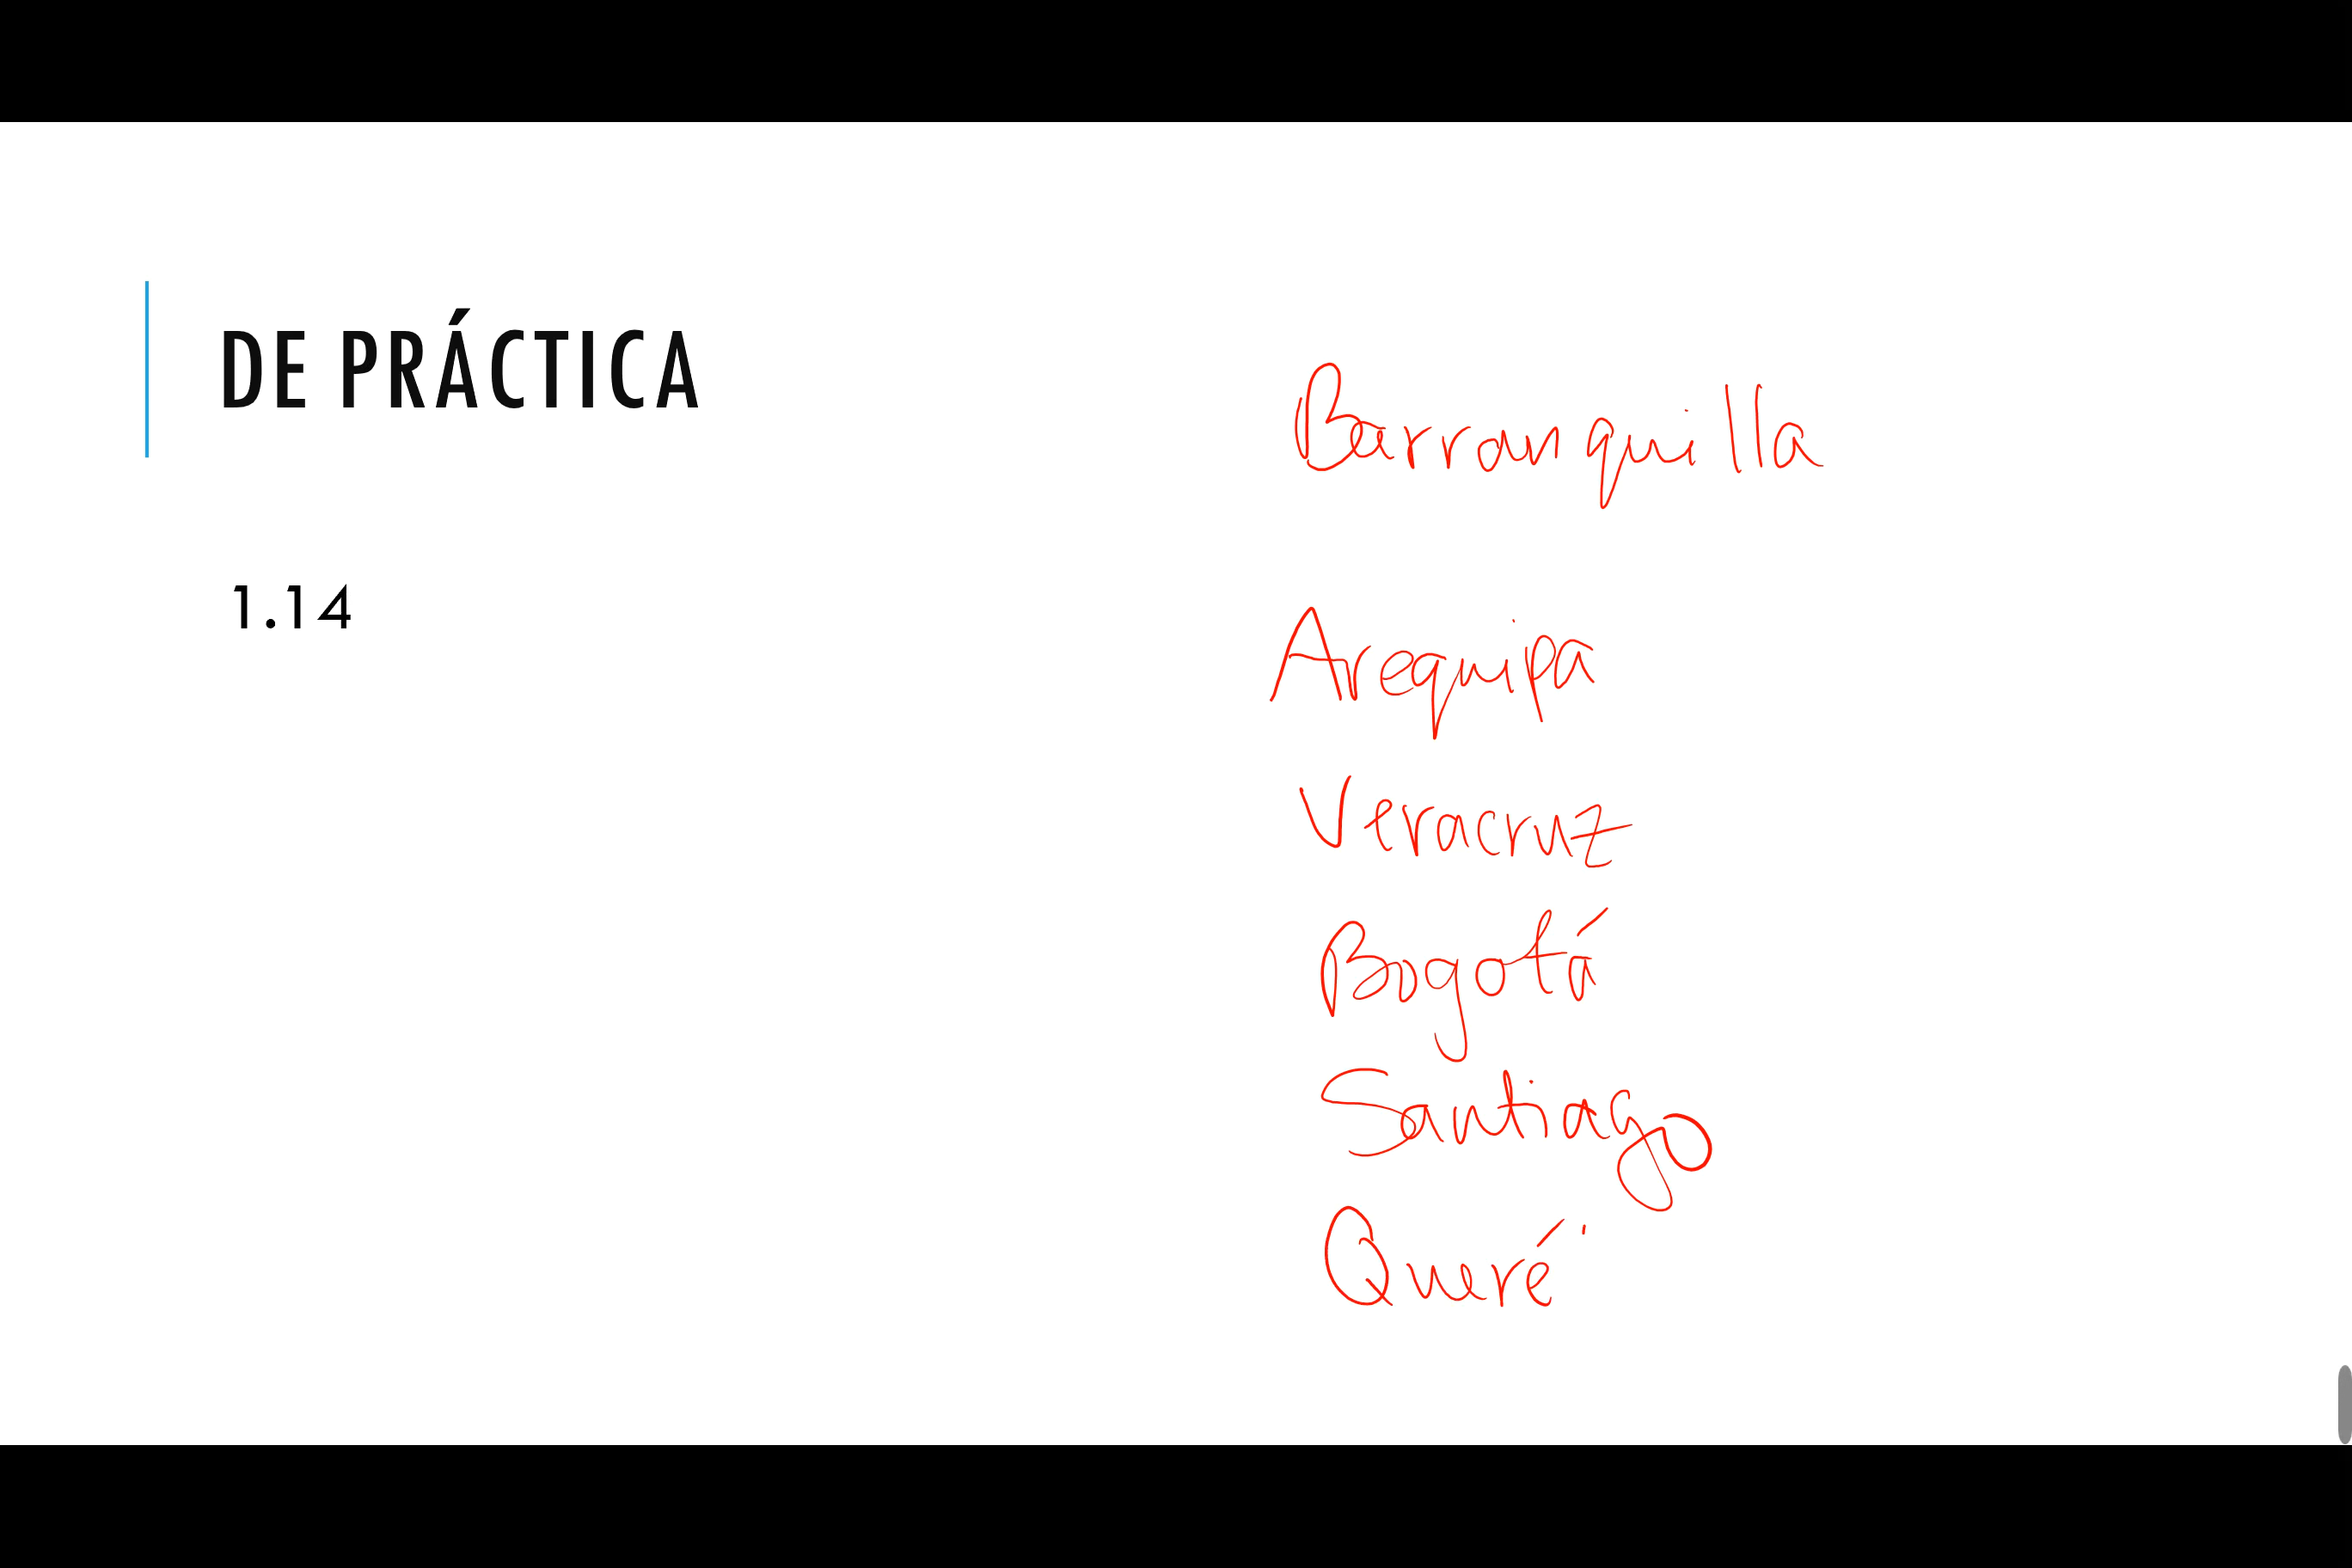 DE PRÁCTICA
1.14
Barranquilla
Arequipa
Veracruz
Bogotá
Santiago
Queré